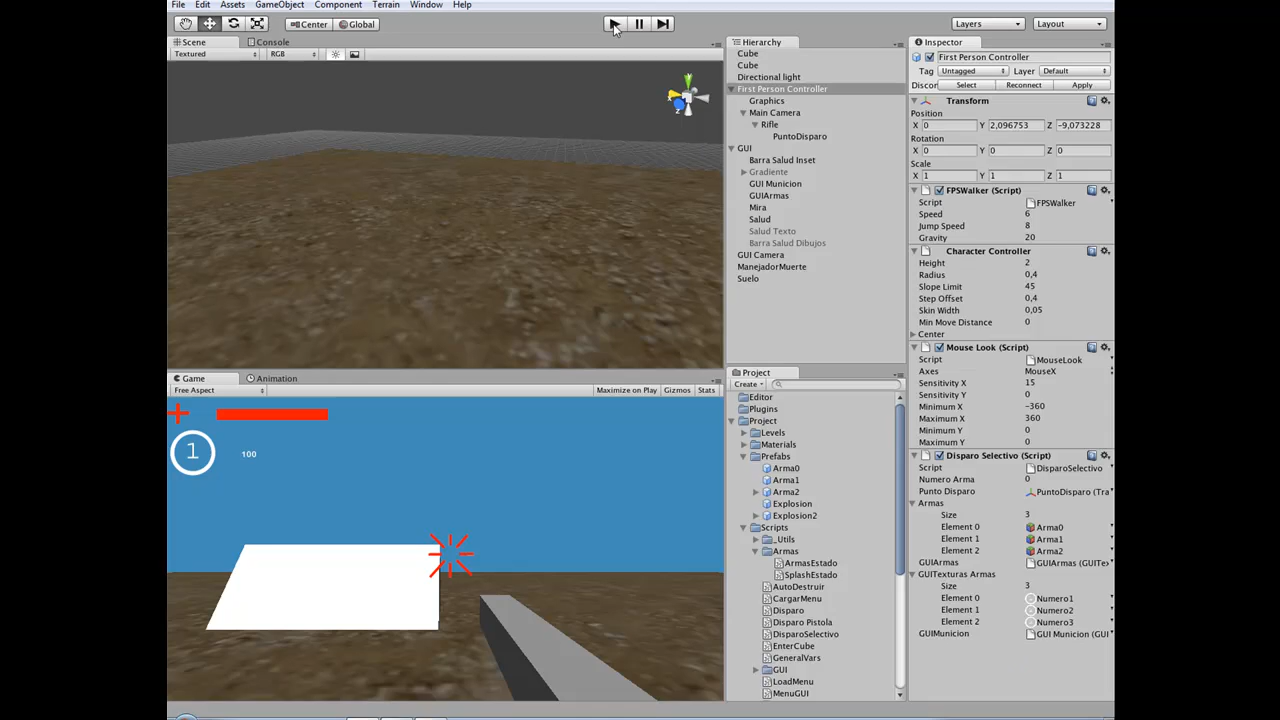 File Edit Assets GameObject Component Terrain Window Help
Center Global Layers Layout
Scene Console
Textured RGB
Game Animation
Free Aspect Maximize on Play Gizmos Stats
1
100
Hierarchy
Cube
Cube
Directional light
First Person Controller
Graphics
Main Camera
Rifle
PuntoDisparo
GUI
Barra Salud Inset
Gradiente
GUI Municion
GUIArmas
Mira
Salud
Salud Texto
Barra Salud Dibujos
GUI Camera
ManejadorMuerte
Suelo
Project
Create
Editor
Plugins
Project
Levels
Materials
Prefabs
Arma0
Arma1
Arma2
Explosion
Explosion2
Scripts
_Utils
Armas
ArmasEstado
SplashEstado
AutoDestruir
CargarMenu
Disparo
Disparo Pistola
DisparoSelectivo
EnterCube
GeneralVars
GUI
LoadMenu
MenuGUI
Inspector
First Person Controller
Tag Untagged Layer Default
Discon Select Reconnect Apply
Transform
Position
X 0 Y 2,096753 Z -9,073228
Rotation
X 0 Y 0 Z 0
Scale
X 1 Y 1 Z 1
FPSWalker (Script)
Script FPSWalker
Speed 6
Jump Speed 8
Gravity 20
Character Controller
Height 2
Radius 0,4
Slope Limit 45
Step Offset 0,4
Skin Width 0,05
Min Move Distance 0
Center
Mouse Look (Script)
Script MouseLook
Axes MouseX
Sensitivity X 15
Sensitivity Y 0
Minimum X -360
Maximum X 360
Minimum Y 0
Maximum Y 0
Disparo Selectivo (Script)
Script DisparoSelectivo
Numero Arma 0
Punto Disparo PuntoDisparo (Tra
Armas
Size 3
Element 0 Arma0
Element 1 Arma1
Element 2 Arma2
GUIArmas GUIArmas (GUITex
GUITexturas Armas
Size 3
Element 0 Numero1
Element 1 Numero2
Element 2 Numero3
GUIMunicion GUI Municion (GUI